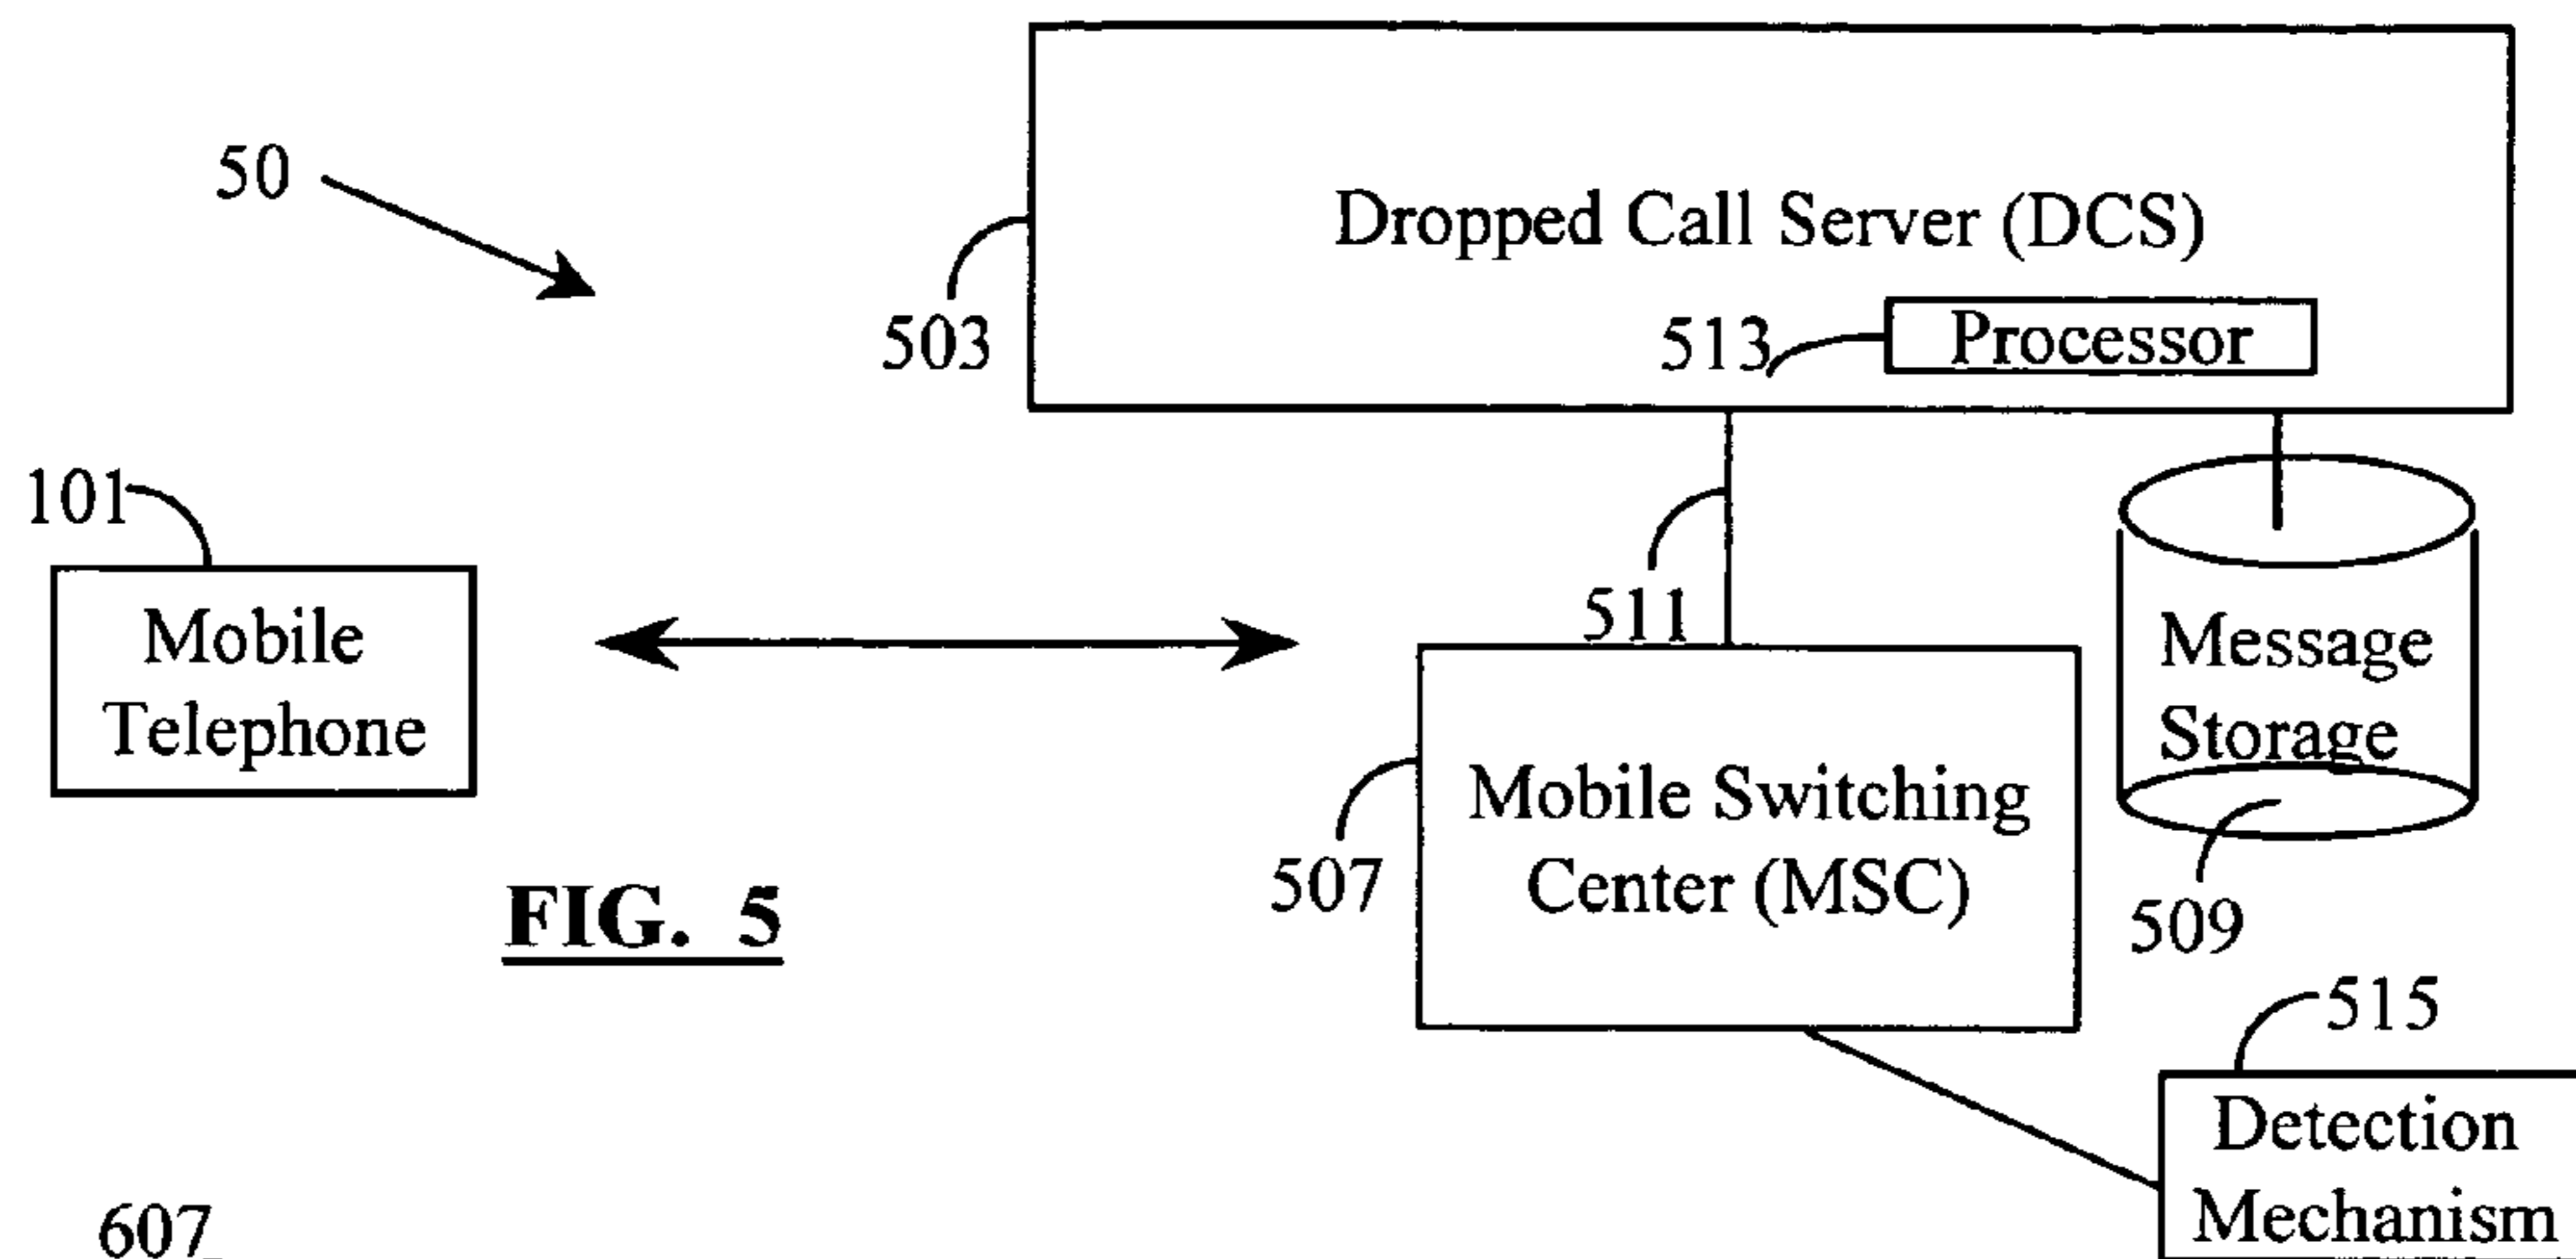 50
Dropped Call Server (DCS)
503
513
Processor
101
Mobile
Telephone
511
Message
Storage
507
Mobile Switching
Center (MSC)
509
FIG. 5
515
Detection
Mechanism
607